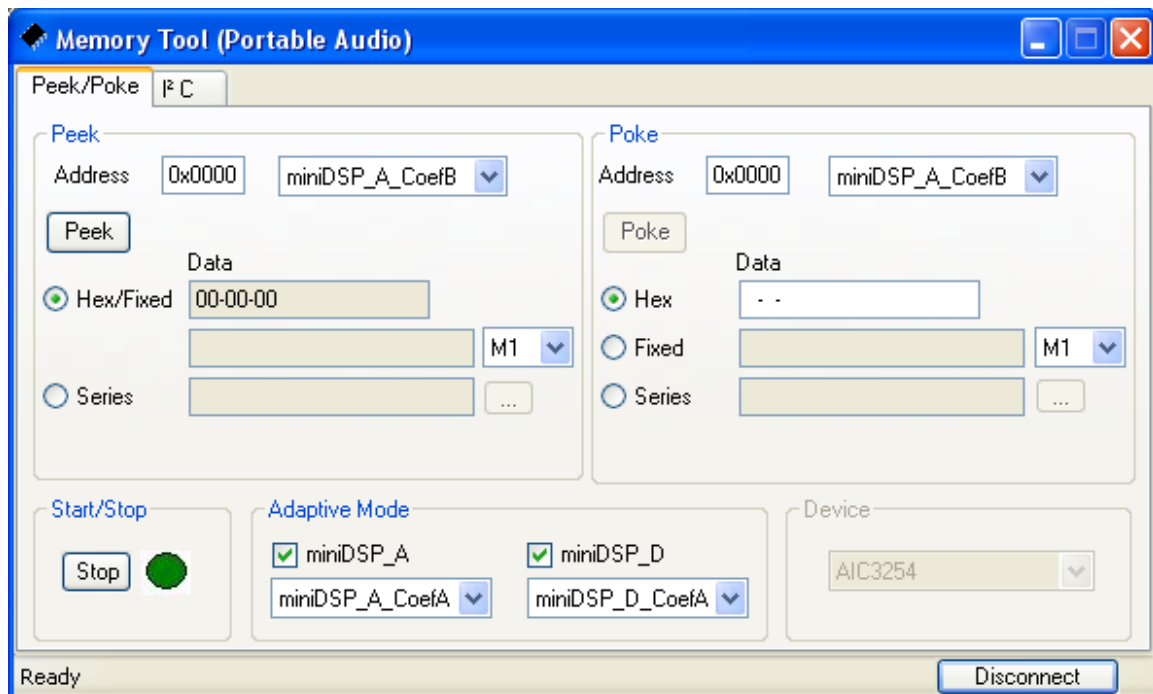 Memory Tool (Portable Audio)
Peek/Poke I² C
Peek
Address 0x0000 miniDSP_A_CoefB
Peek
Data
Hex/Fixed 00-00-00
M1
Series ...
Poke
Address 0x0000 miniDSP_A_CoefB
Poke
Data
Hex - -
Fixed M1
Series ...
Start/Stop
Stop
Adaptive Mode
miniDSP_A miniDSP_D
miniDSP_A_CoefA miniDSP_D_CoefA
Device
AIC3254
Ready Disconnect